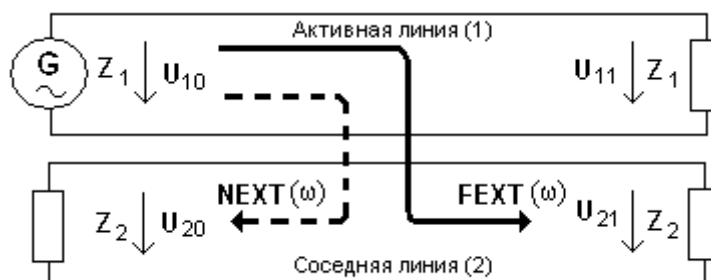 Активная линия (1)
G
Z1
U10
U11
Z1
NEXT(ω)
FEXT(ω)
Z2
U20
U21
Z2
Соседняя линия (2)